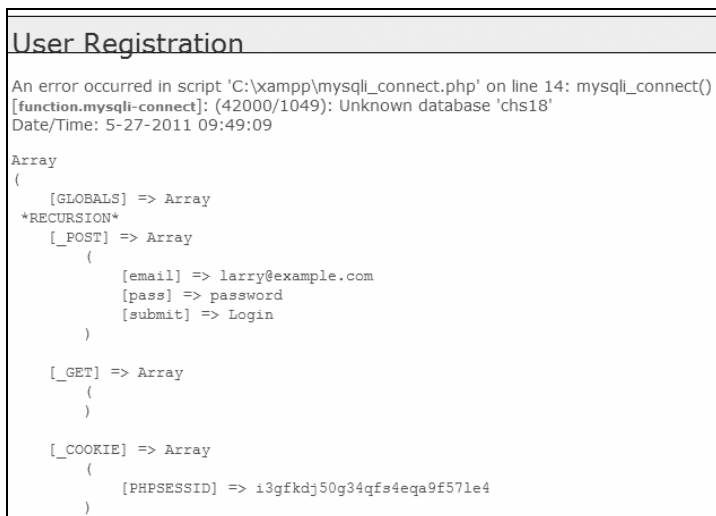 User Registration
An error occurred in script 'C:\xampp\mysqli_connect.php' on line 14: mysqli_connect()
[function.mysqli-connect]: (42000/1049): Unknown database 'chs18'
Date/Time: 5-27-2011 09:49:09
Array
(
[GLOBALS] => Array
*RECURSION*
[_POST] => Array
(
[email] => larry@example.com
[pass] => password
[submit] => Login
)
[_GET] => Array
(
)
[_COOKIE] => Array
(
[PHPSESSID] => i3gfkdj50g34qfs4eqa9f57le4
)